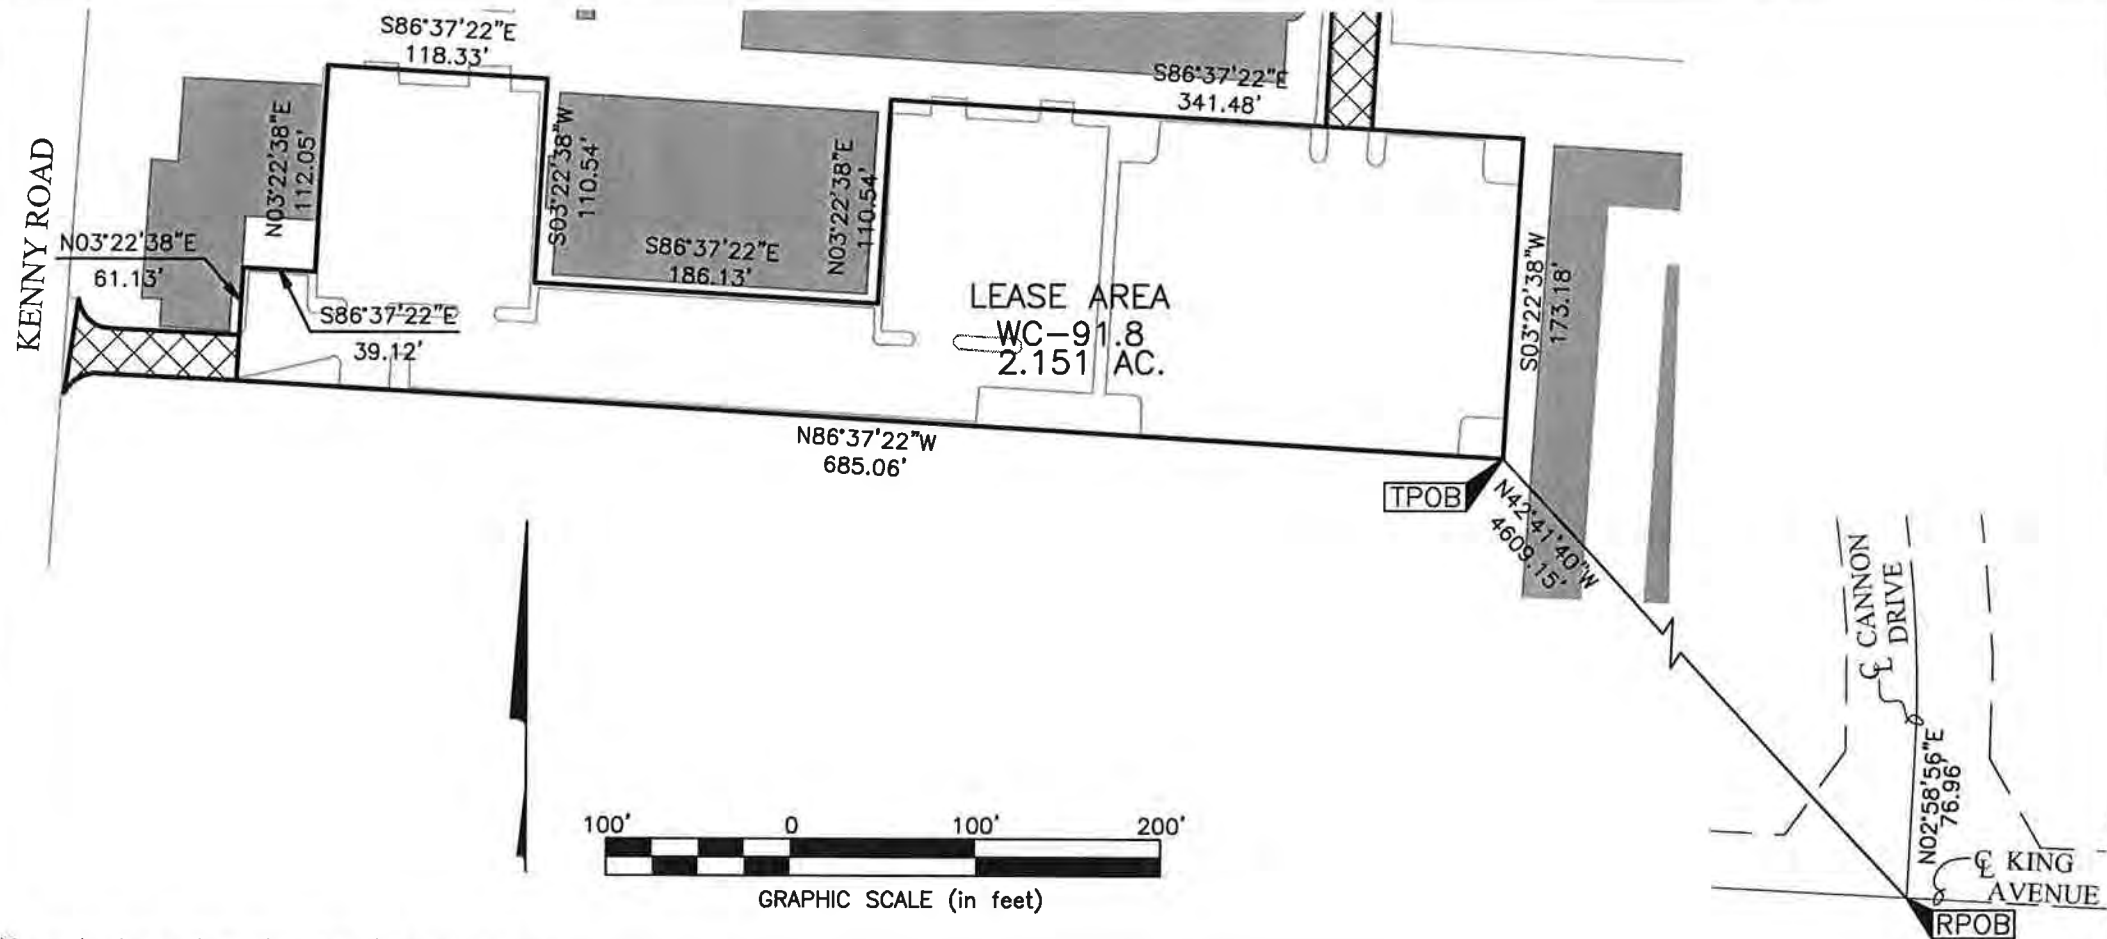 S86°37'22"E
118.33'
S86°37'22"E
341.48'
KENNY ROAD
N03°22'38"E
112.05'
S03°22'38"W
110.54'
N03°22'38"E
110.54'
S86°37'22"E
186.13'
N03°22'38"E
61.13'
S86°37'22"E
39.12'
LEASE AREA
WC-91.8
2.151 AC.
S03°22'38"W
173.18'
N86°37'22"W
685.06'
TPOB
N42°41'40"W
4609.15'
℄ CANNON
DRIVE
N02°58'56"E
76.96'
℄ KING
AVENUE
RPOB
100'
0
100'
200'
GRAPHIC SCALE (in feet)